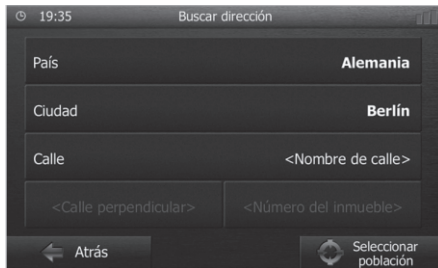 19:35 Buscar dirección
País Alemania
Ciudad Berlín
Calle <Nombre de calle>
<Calle perpendicular> <Número del inmueble>
Atrás Seleccionar
población